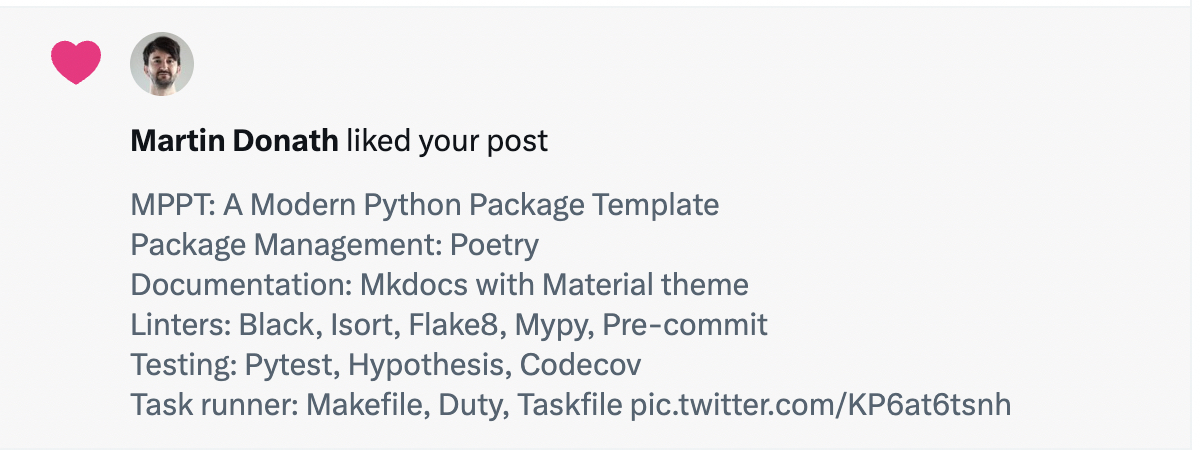 Martin Donath liked your post
MPPT: A Modern Python Package Template
Package Management: Poetry
Documentation: Mkdocs with Material theme
Linters: Black, Isort, Flake8, Mypy, Pre-commit
Testing: Pytest, Hypothesis, Codecov
Task runner: Makefile, Duty, Taskfile pic.twitter.com/KP6at6tsnh